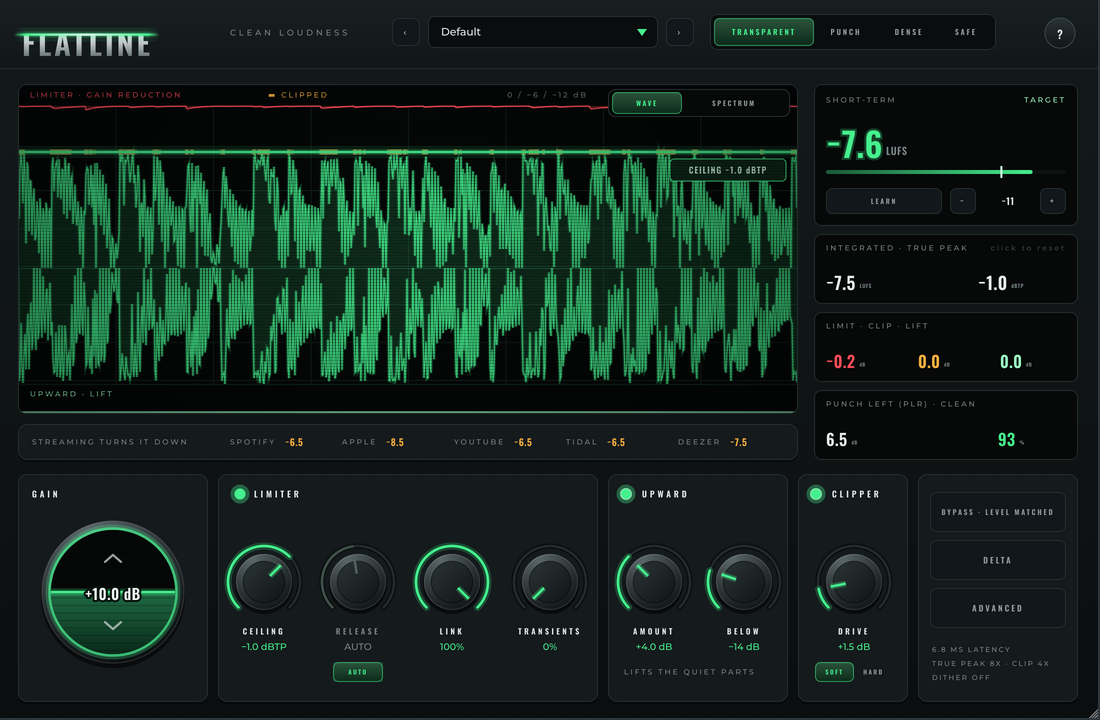 FLATLINE
CLEAN LOUDNESS
‹
Default
›
TRANSPARENT PUNCH DENSE SAFE
?
LIMITER · GAIN REDUCTION
CLIPPED
0 / −6 / −12 dB
WAVE SPECTRUM
CEILING −1.0 dBTP
UPWARD · LIFT
SHORT-TERM TARGET
−7.6 LUFS
LEARN − −11 +
INTEGRATED · TRUE PEAK click to reset
−7.5 LUFS −1.0 dBTP
LIMIT · CLIP · LIFT
−0.2 dB 0.0 dB 0.0 dB
PUNCH LEFT (PLR) · CLEAN
6.5 dB 93 %
STREAMING TURNS IT DOWN SPOTIFY −6.5 APPLE −8.5 YOUTUBE −6.5 TIDAL −6.5 DEEZER −7.5
GAIN
+10.0 dB
LIMITER
CEILING RELEASE LINK TRANSIENTS
−1.0 dBTP AUTO 100% 0%
AUTO
UPWARD
AMOUNT BELOW
+4.0 dB −14 dB
LIFTS THE QUIET PARTS
CLIPPER
DRIVE
+1.5 dB
SOFT HARD
BYPASS · LEVEL MATCHED
DELTA
ADVANCED
6.8 MS LATENCY
TRUE PEAK 8X · CLIP 4X
DITHER OFF